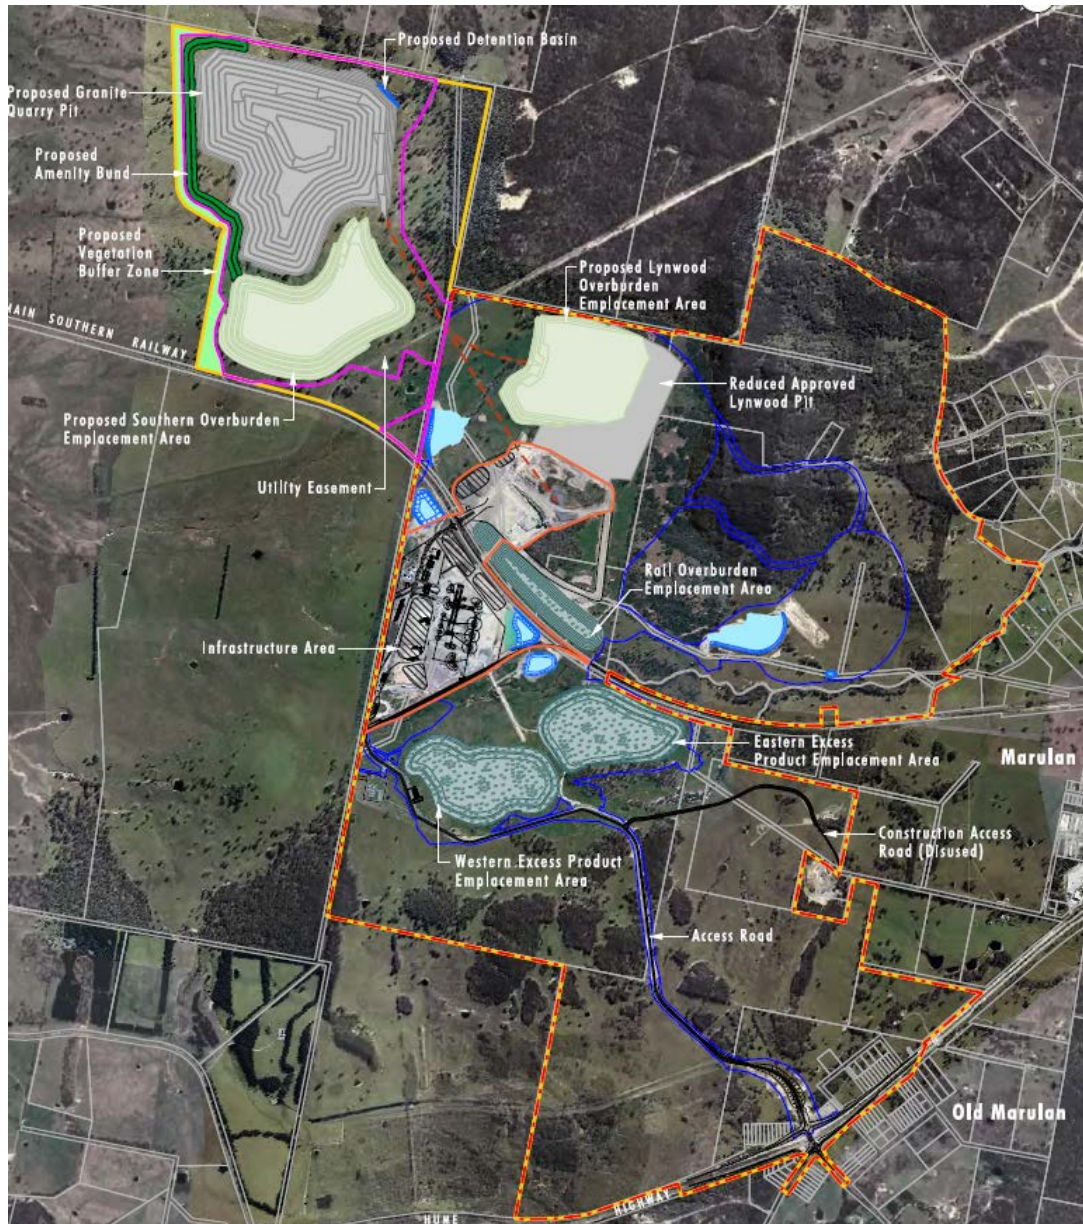 Proposed Detention Basin
Proposed Granite
Quarry Pit
Proposed
Amenity Bund
Proposed
Vegetation
Buffer Zone
Proposed Lynwood
Overburden
Emplacement Area
MAIN SOUTHERN RAILWAY
Reduced Approved
Lynwood Pit
Proposed Southern Overburden
Emplacement Area
Utility Easement
Rail Overburden
Emplacement Area
Infrastructure Area
Eastern Excess
Product Emplacement Area
Marulan
Construction Access
Road (Disused)
Western Excess Product
Emplacement Area
Access Road
Old Marulan
HUME HIGHWAY